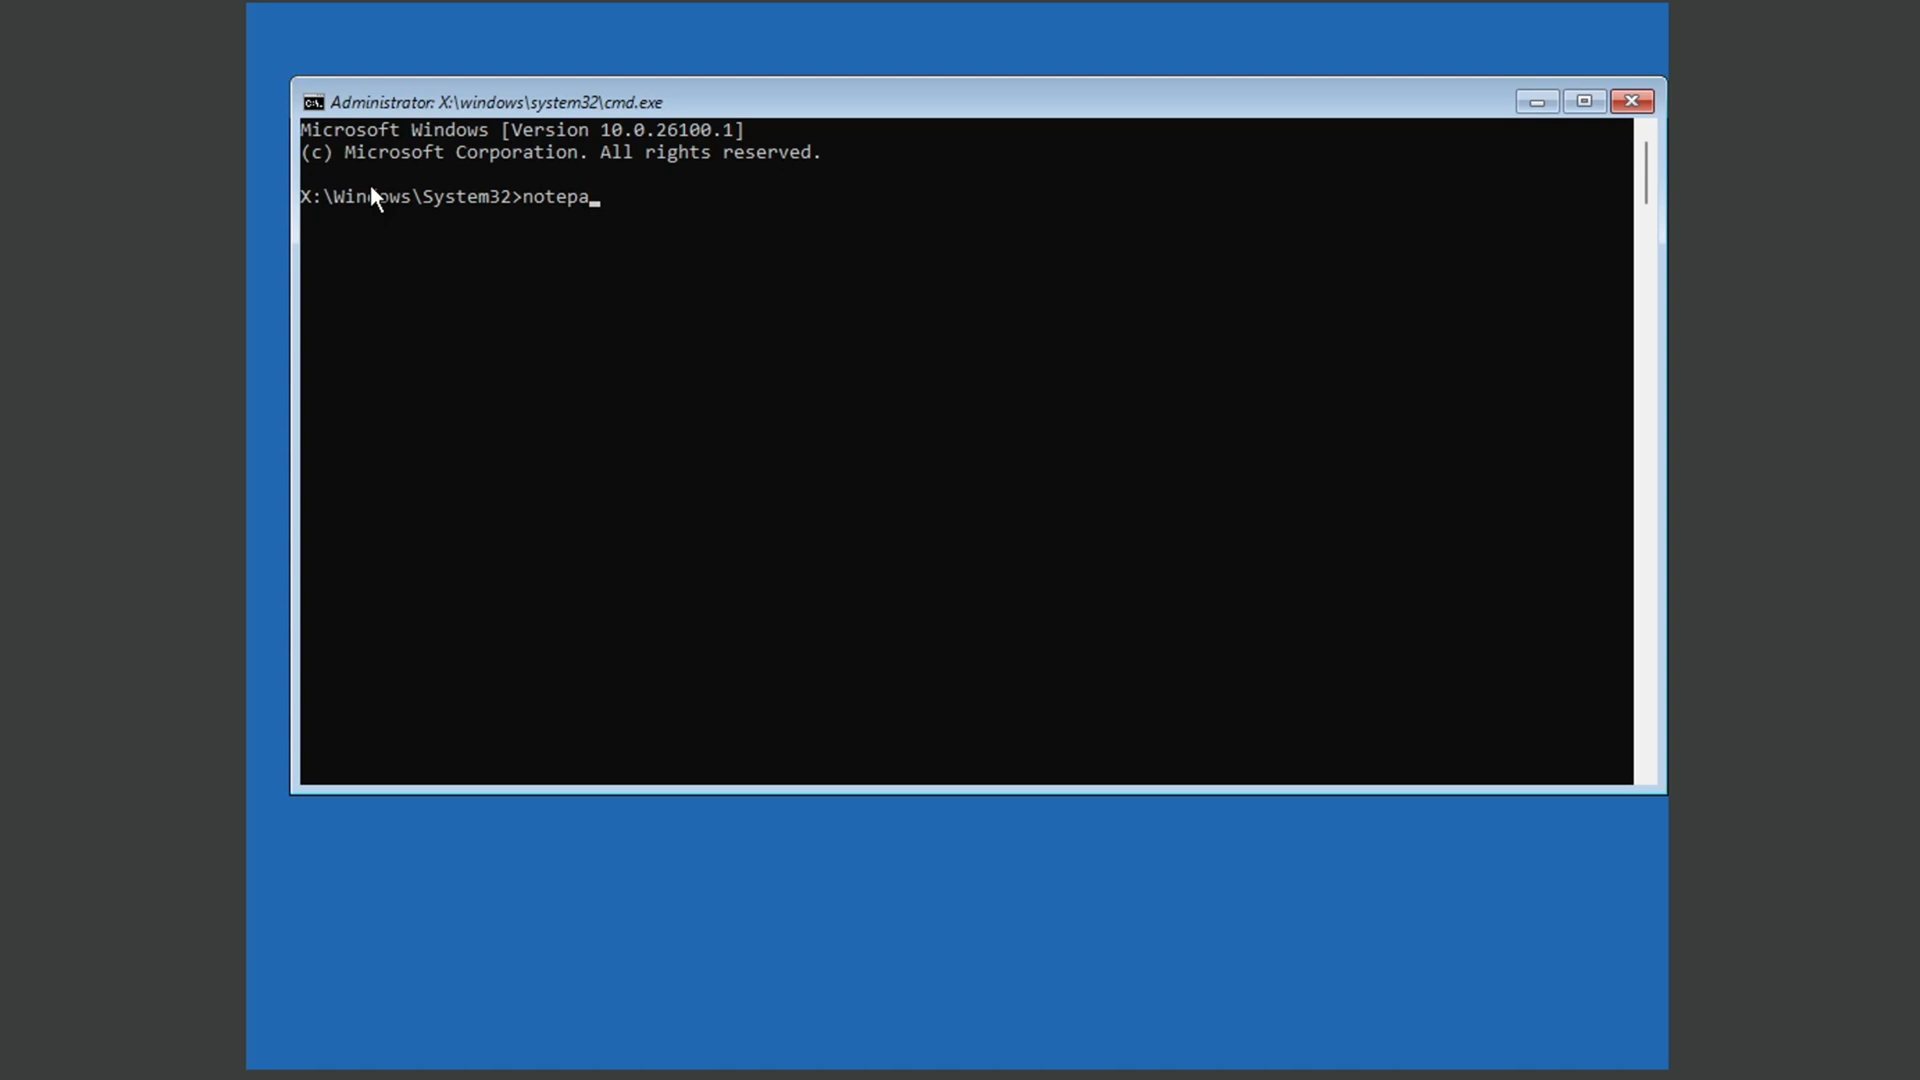 Administrator: X:\windows\system32\cmd.exe
Microsoft Windows [Version 10.0.26100.1]
(c) Microsoft Corporation. All rights reserved.
X:\Windows\System32>notepa_